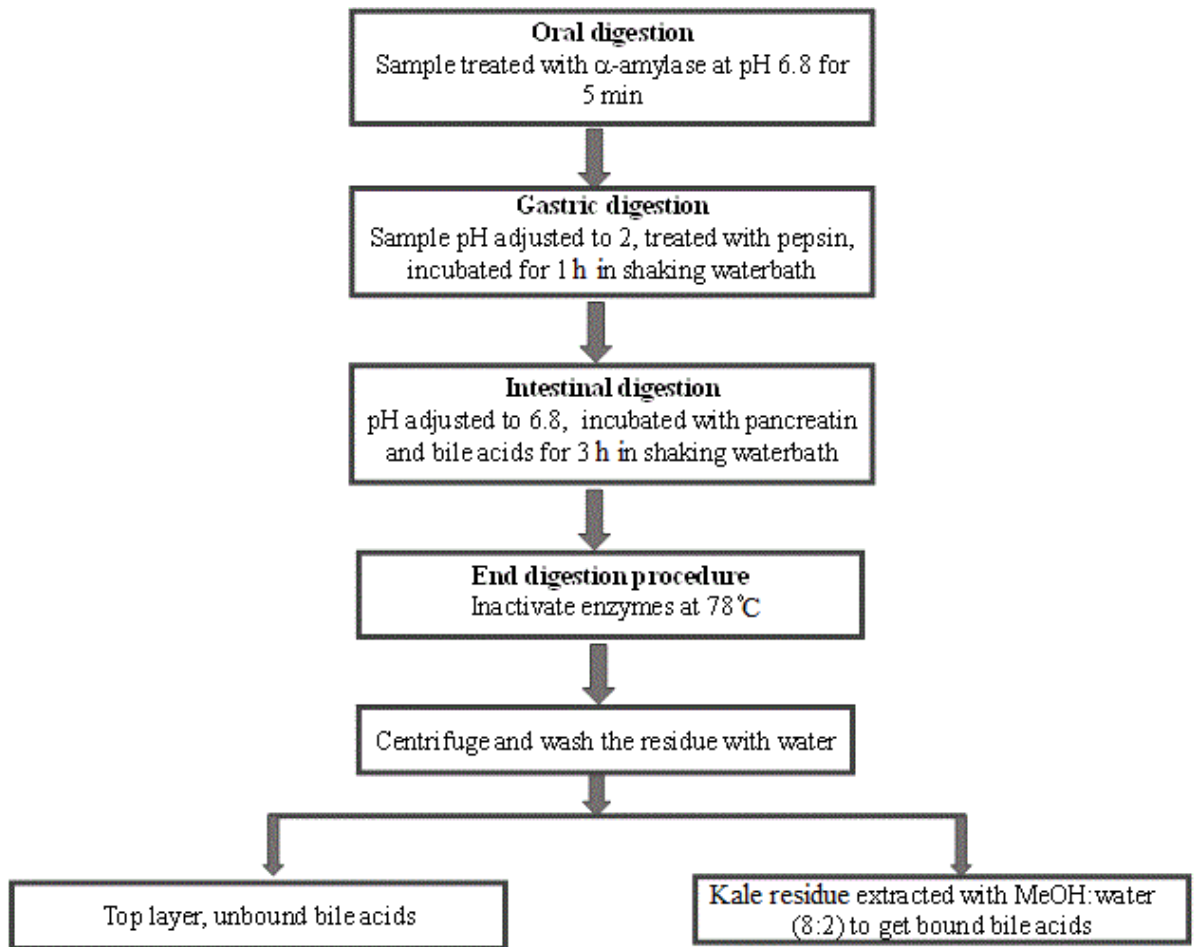 Oral digestion
Sample treated with α-amylase at pH 6.8 for
5 min
Gastric digestion
Sample pH adjusted to 2, treated with pepsin,
incubated for 1 h in shaking waterbath
Intestinal digestion
pH adjusted to 6.8, incubated with pancreatin
and bile acids for 3 h in shaking waterbath
End digestion procedure
Inactivate enzymes at 78℃
Centrifuge and wash the residue with water
Top layer, unbound bile acids
Kale residue extracted with MeOH:water
(8:2) to get bound bile acids